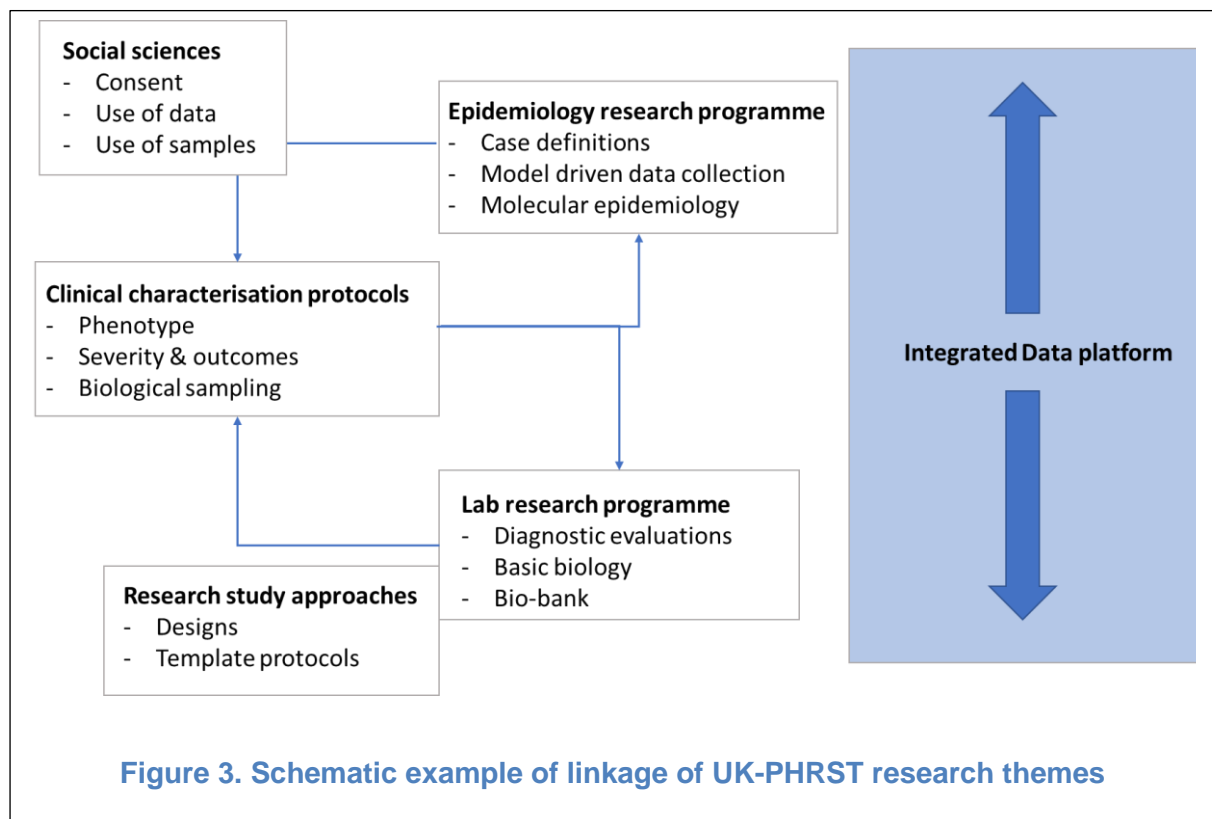 Social sciences
- Consent
- Use of data
- Use of samples
Epidemiology research programme
- Case definitions
- Model driven data collection
- Molecular epidemiology
Clinical characterisation protocols
- Phenotype
- Severity & outcomes
- Biological sampling
Integrated Data platform
Lab research programme
- Diagnostic evaluations
- Basic biology
- Bio-bank
Research study approaches
- Designs
- Template protocols
Figure 3. Schematic example of linkage of UK-PHRST research themes